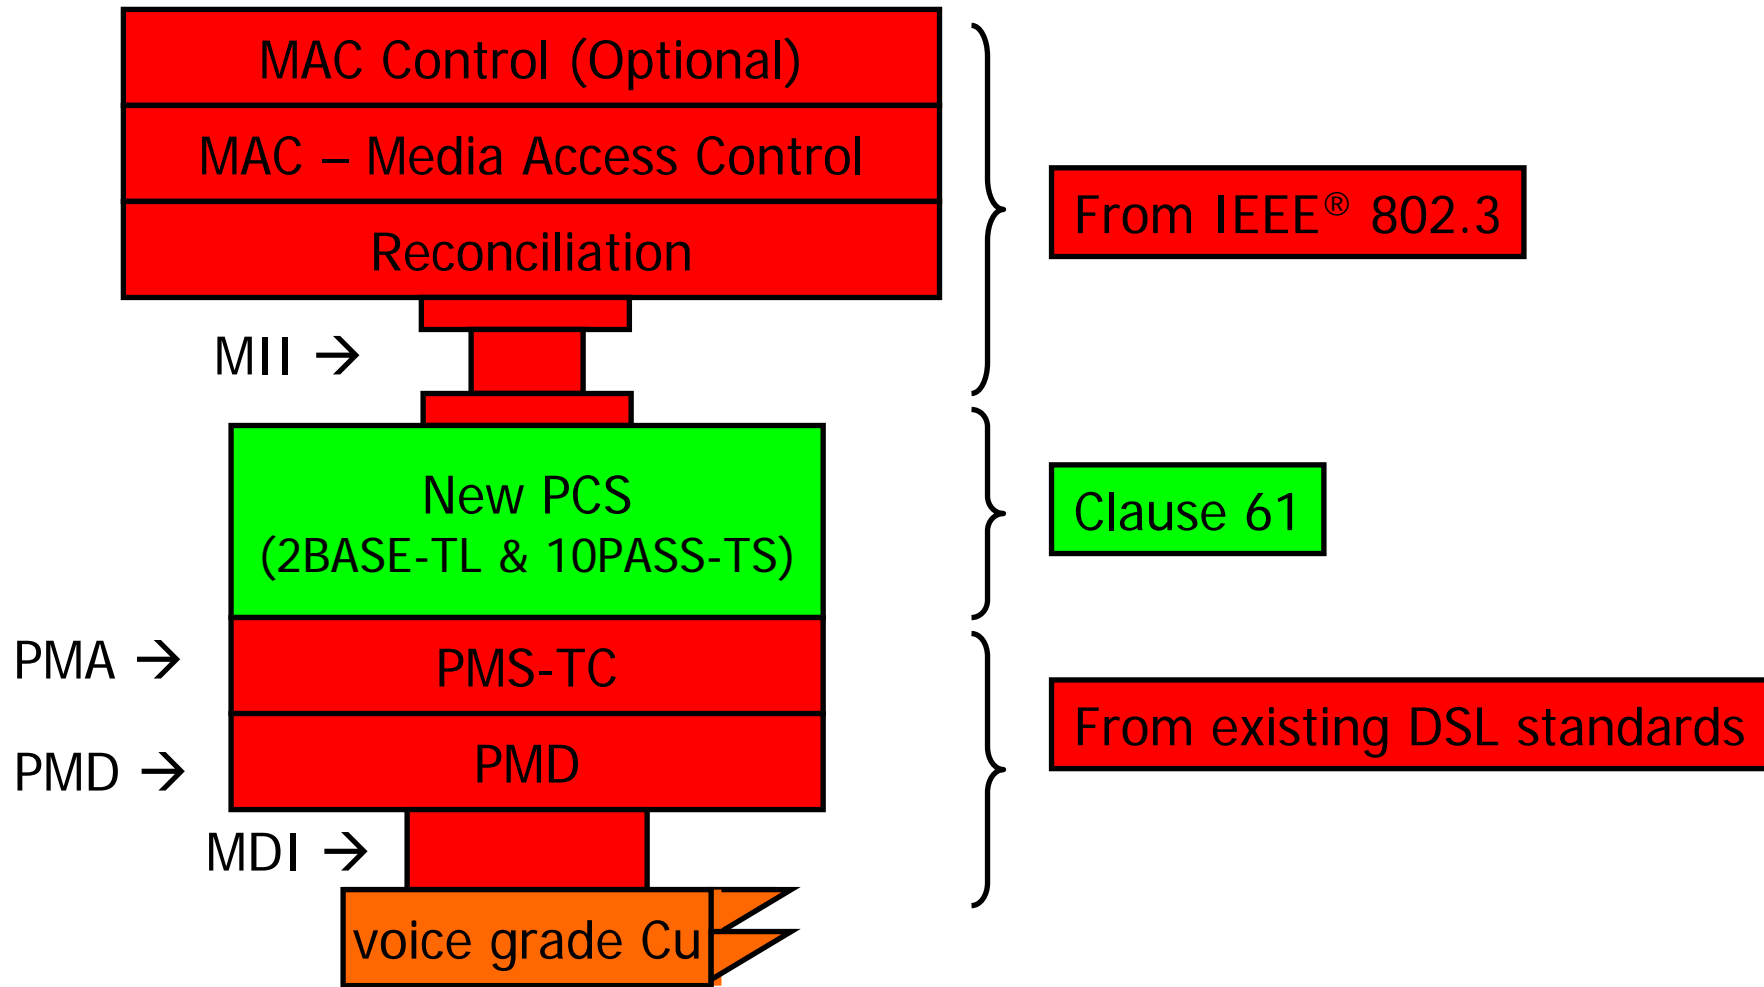 MAC Control (Optional)
MAC – Media Access Control
Reconciliation
From IEEE® 802.3
MII →
New PCS
(2BASE-TL & 10PASS-TS)
Clause 61
PMA →
PMS-TC
From existing DSL standards
PMD →
PMD
MDI →
voice grade Cu